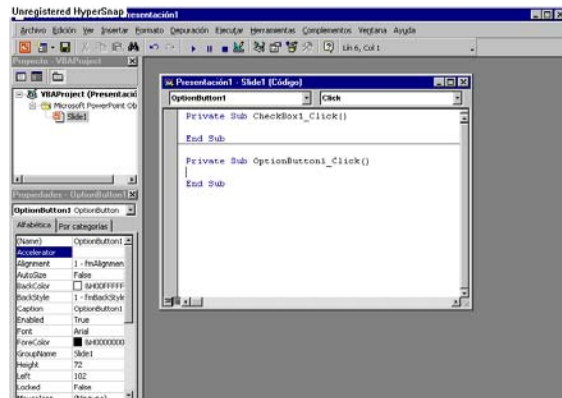 Unregistered HyperSnap
Presentación1
Archivo Edición Ver Insertar Formato Depuración Ejecutar Herramientas Complementos Ventana Ayuda
Lín 6, Col 1
Proyecto - VBAProject
VBAProject (Presentació
Microsoft PowerPoint Ob
Slide1
Propiedades - OptionButton1
OptionButton1 OptionButton
Alfabética Por categorías
(Name) OptionButton1
Accelerator
Alignment 1 - fmAlignmen
AutoSize False
BackColor &H00FFFFFF
BackStyle 1 - fmBackStyle
Caption OptionButton1
Enabled True
Font Arial
ForeColor &H0000000
GroupName Slide1
Height 72
Left 102
Locked False
Presentación1 - Slide1 (Código)
OptionButton1 Click
Private Sub CheckBox1_Click()
End Sub
Private Sub OptionButton1_Click()
End Sub